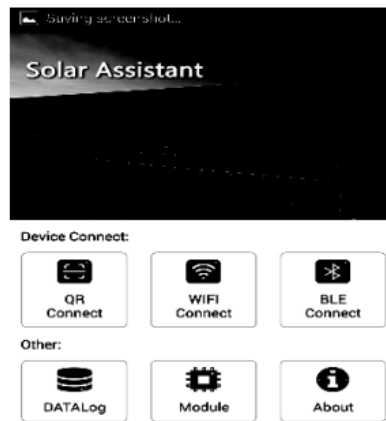 Saving screenshot...
Solar Assistant
Device Connect:
QR
Connect
WIFI
Connect
BLE
Connect
Other:
DATALog
Module
About